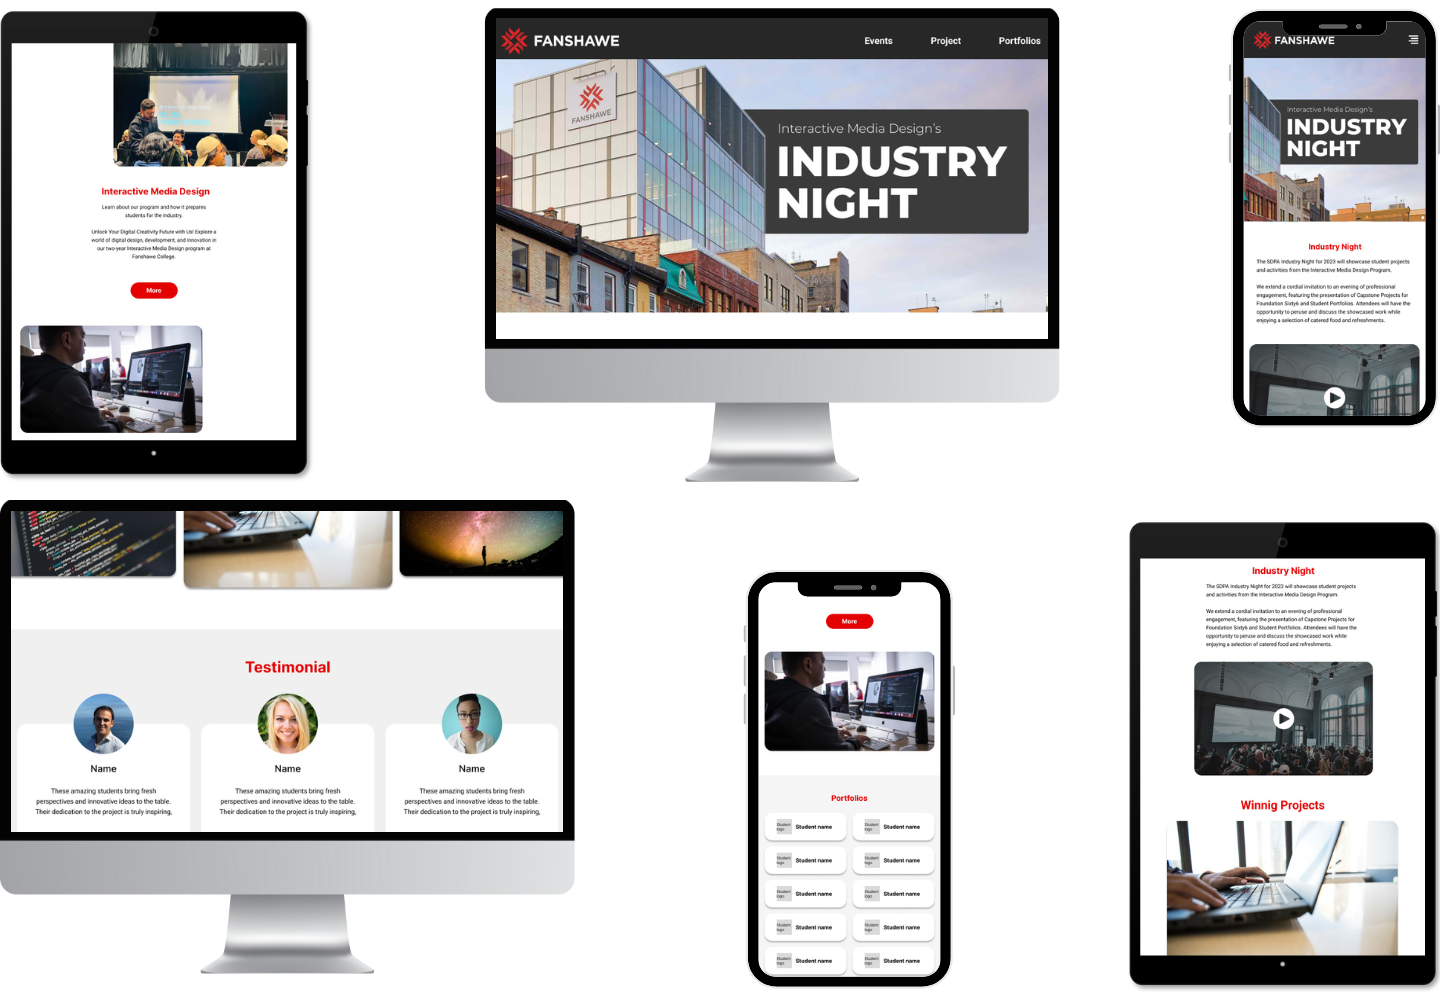 Interactive Media Design
Learn about our program and how it prepares
students for the industry.
Unlock Your Digital Creativity Future with Us! Explore a
world of digital design, development, and innovation in
our two-year Interactive Media Design program at
Fanshawe College.
More
FANSHAWE
Events
Project
Portfolios
FANSHAWE
Interactive Media Design's
INDUSTRY
NIGHT
FANSHAWE
Interactive Media Design's
INDUSTRY
NIGHT
Industry Night
The SDPA Industry Night for 2023 will showcase student projects
and activities from the Interactive Media Design Program.
We extend a cordial invitation to an evening of professional
engagement, featuring the presentation of Capstone Projects for
Foundation Sixty6 and Student Portfolios. Attendees will have the
opportunity to peruse and discuss the showcased work while
enjoying a selection of catered food and refreshments.
Testimonial
Name
These amazing students bring fresh
perspectives and innovative ideas to the table.
Their dedication to the project is truly inspiring,
Name
These amazing students bring fresh
perspectives and innovative ideas to the table.
Their dedication to the project is truly inspiring,
Name
These amazing students bring fresh
perspectives and innovative ideas to the table.
Their dedication to the project is truly inspiring,
More
Portfolios
Student
logo
Student name
Student
logo
Student name
Student
logo
Student name
Student
logo
Student name
Student
logo
Student name
Student
logo
Student name
Student
logo
Student name
Student
logo
Student name
Student
logo
Student name
Student
logo
Student name
Industry Night
The SDPA Industry Night for 2023 will showcase student projects
and activities from the Interactive Media Design Program.
We extend a cordial invitation to an evening of professional
engagement, featuring the presentation of Capstone Projects for
Foundation Sixty6 and Student Portfolios. Attendees will have the
opportunity to peruse and discuss the showcased work while
enjoying a selection of catered food and refreshments.
Winnig Projects